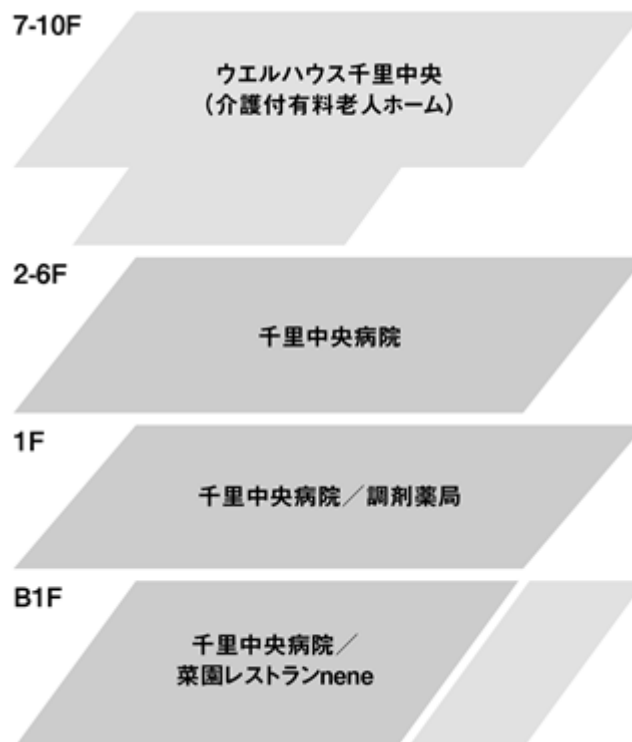 7-10F
ウエルハウス千里中央
（介護付有料老人ホーム）
2-6F
千里中央病院
1F
千里中央病院／調剤薬局
B1F
千里中央病院／
菜園レストランnene